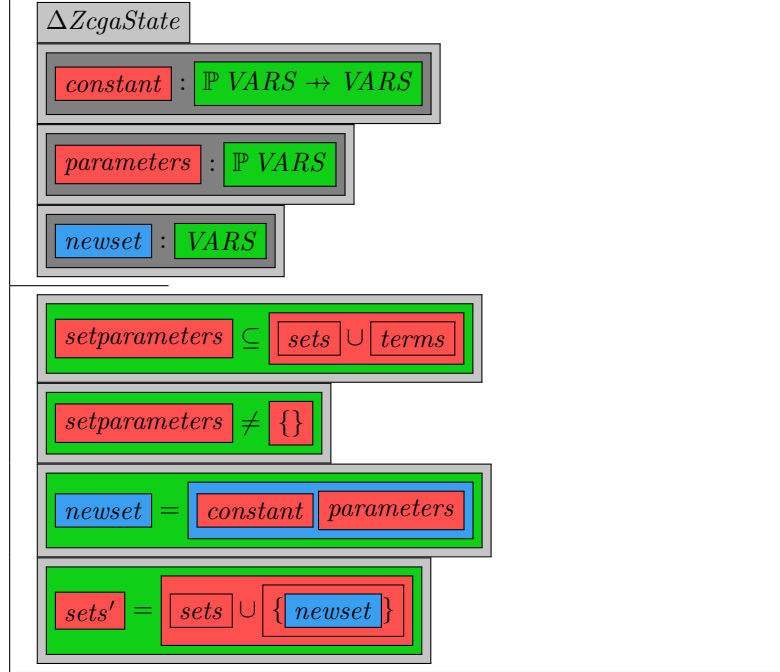 ΔZcgaState
constant : ℙ VARS ⇸ VARS
parameters : ℙ VARS
newset : VARS
setparameters ⊆ sets ∪ terms
setparameters ≠ {}
newset = constant parameters
sets′ = sets ∪ {newset}